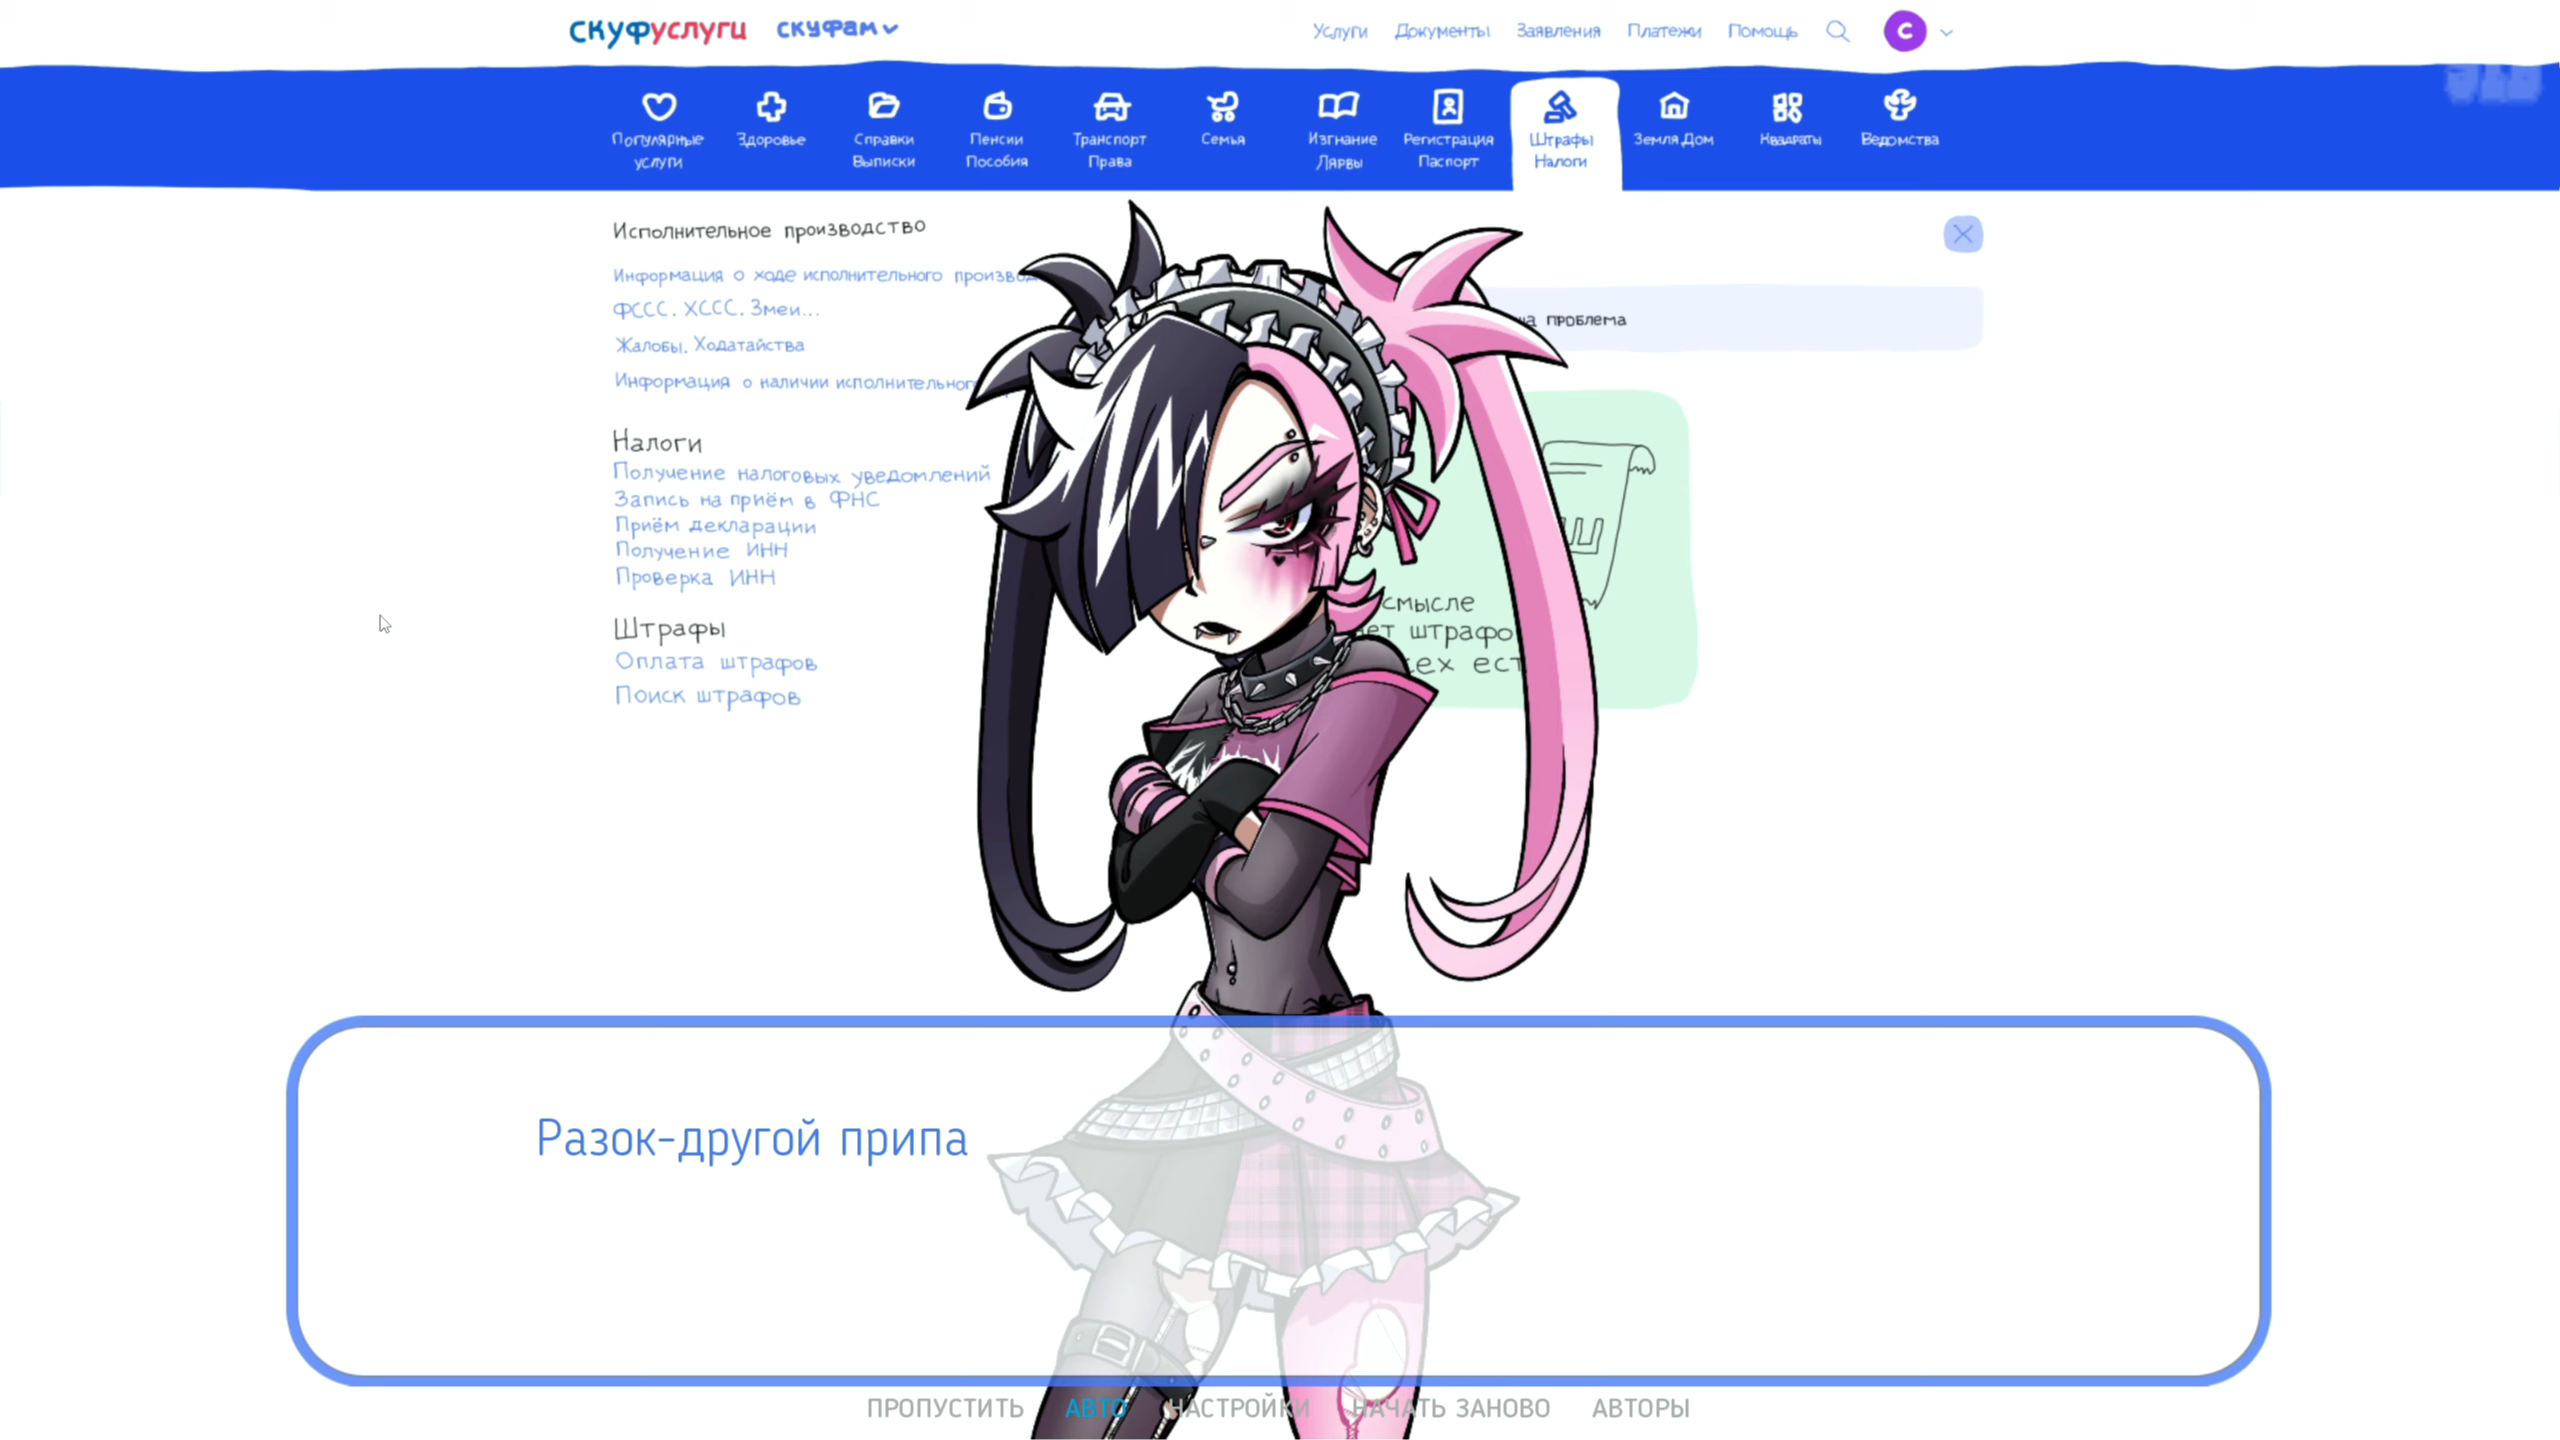 скуфуслуги скуфам
Услуги Документы Заявления Платежи Помощь С
Популярные услуги
Здоровье
Справки Выписки
Пенсии Пособия
Транспорт Права
Семья
Изгнание Лярвы
Регистрация Паспорт
Штрафы Налоги
Земля Дом
Квадраты
Ведомства
Исполнительное производство
Информация о ходе исполнительного
ФССС. ХССС. Змеи...
Жалобы. Ходатайства
Информация о наличии исполнительного
проблема
Налоги
Получение налоговых уведомлений
Запись на приём в ФНС
Приём декларации
Получение ИНН
Проверка ИНН
Штрафы
Оплата штрафов
Поиск штрафов
Ш
смысле
штрафо
Разок-другой припа
ПРОПУСТИТЬ АВТО НАСТРОЙКИ НАЧАТЬ ЗАНОВО АВТОРЫ